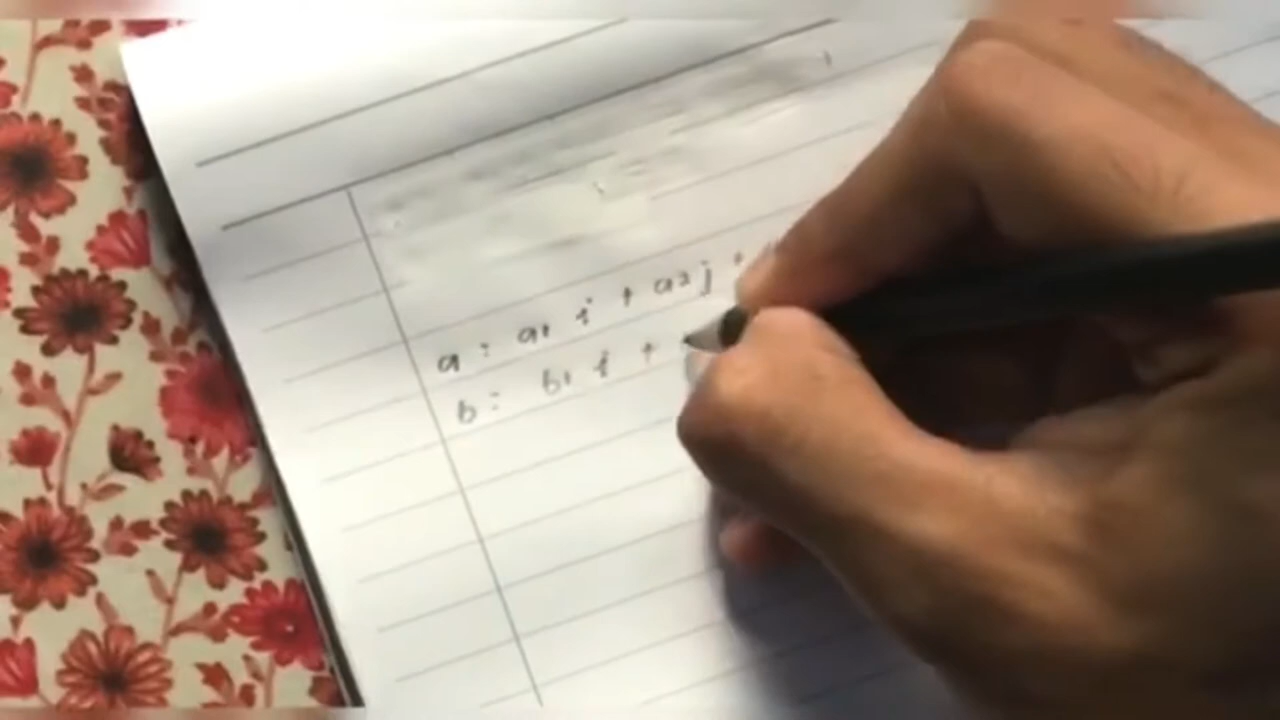 a : a1 i + a2 j +
b : b1 i +